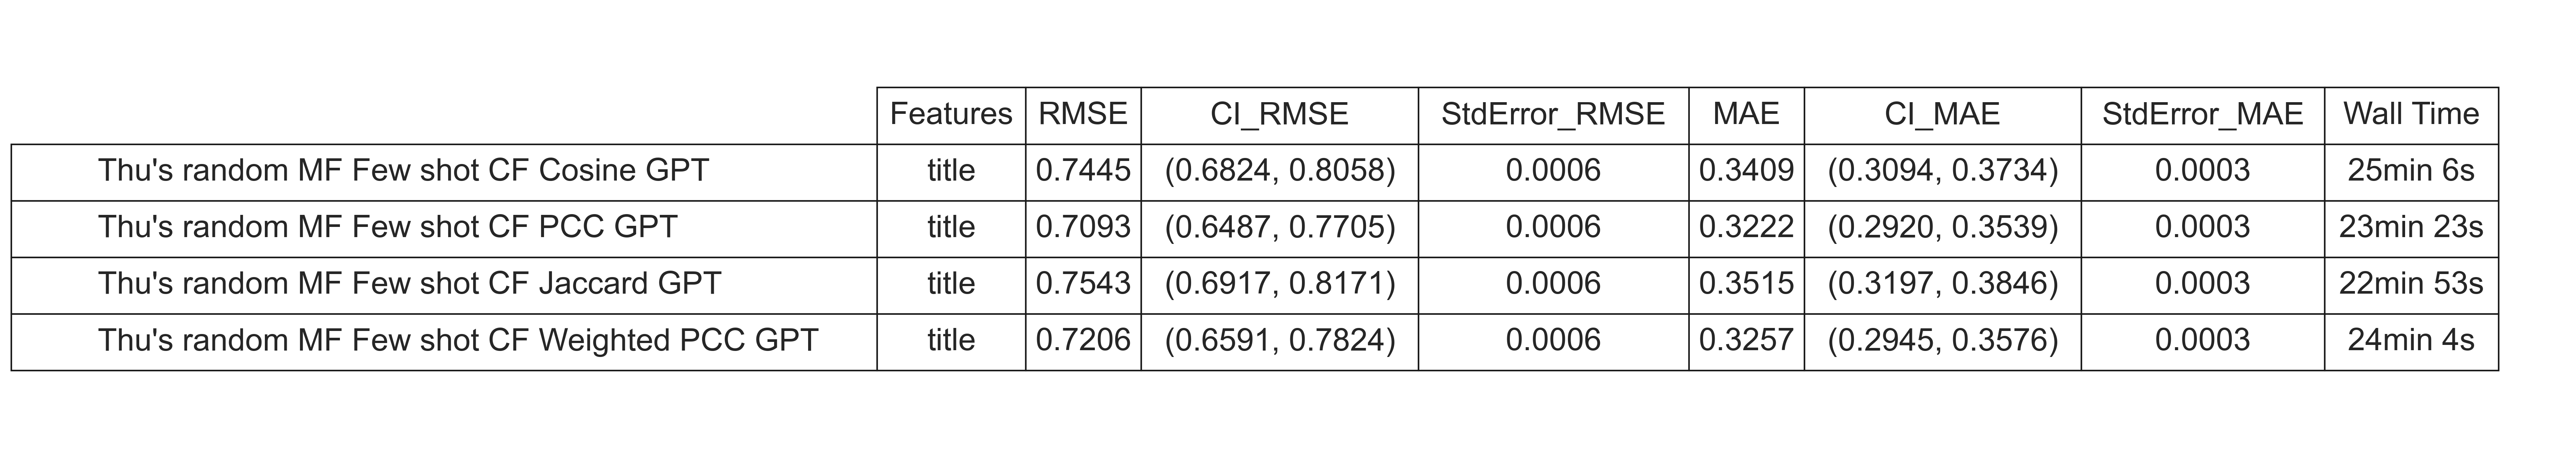 Features RMSE CI_RMSE StdError_RMSE MAE CI_MAE StdError_MAE Wall Time
Thu's random MF Few shot CF Cosine GPT title 0.7445 (0.6824, 0.8058) 0.0006 0.3409 (0.3094, 0.3734) 0.0003 25min 6s
Thu's random MF Few shot CF PCC GPT title 0.7093 (0.6487, 0.7705) 0.0006 0.3222 (0.2920, 0.3539) 0.0003 23min 23s
Thu's random MF Few shot CF Jaccard GPT title 0.7543 (0.6917, 0.8171) 0.0006 0.3515 (0.3197, 0.3846) 0.0003 22min 53s
Thu's random MF Few shot CF Weighted PCC GPT title 0.7206 (0.6591, 0.7824) 0.0006 0.3257 (0.2945, 0.3576) 0.0003 24min 4s